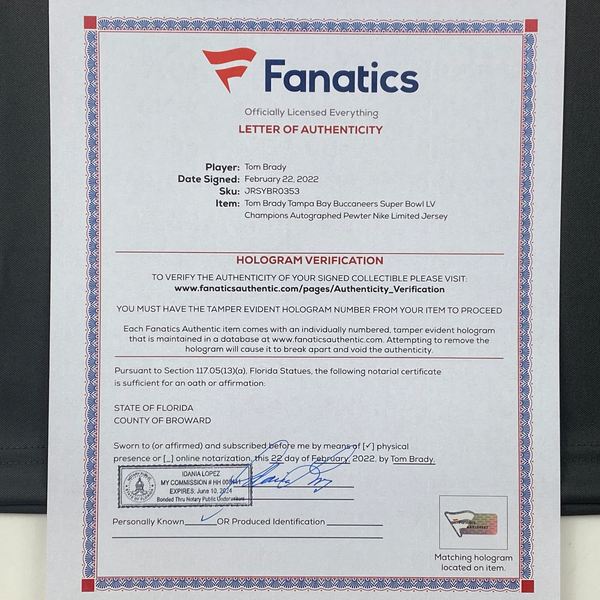 Fanatics
Officially Licensed Everything
LETTER OF AUTHENTICITY
Player: Tom Brady
Date Signed: February 22, 2022
Sku: JRSYBR0353
Item: Tom Brady Tampa Bay Buccaneers Super Bowl LV
Champions Autographed Pewter Nike Limited Jersey
HOLOGRAM VERIFICATION
TO VERIFY THE AUTHENTICITY OF YOUR SIGNED COLLECTIBLE PLEASE VISIT:
www.fanaticsauthentic.com/pages/Authenticity_Verification
YOU MUST HAVE THE TAMPER EVIDENT HOLOGRAM NUMBER FROM YOUR ITEM TO PROCEED
Each Fanatics Authentic item comes with an individually numbered, tamper evident hologram
that is maintained in a database at www.fanaticsauthentic.com. Attempting to remove the
hologram will cause it to break apart and void the authenticity.
Pursuant to Section 117.05(13)(a), Florida Statues, the following notarial certificate
is sufficient for an oath or affirmation:
STATE OF FLORIDA
COUNTY OF BROWARD
Sworn to (or affirmed) and subscribed before me by means of [✓] physical
presence or [_] online notarization, this 22 day of February, 2022, by Tom Brady.
IDANIA LOPEZ
MY COMMISSION # HH
EXPIRES: June 10, 2024
Bonded Thru Notary Public Underwriters
Personally Known ✓ OR Produced Identification
Matching hologram
located on item.